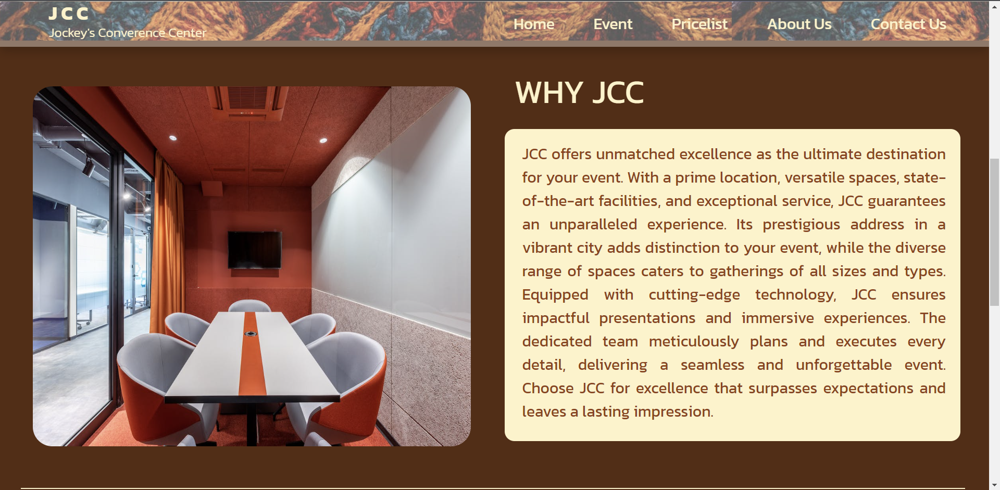 JCC
Jockey's Converence Center
Home
Event
Pricelist
About Us
Contact Us
WHY JCC
JCC offers unmatched excellence as the ultimate destination
for your event. With a prime location, versatile spaces, state-
of-the-art facilities, and exceptional service, JCC guarantees
an unparalleled experience. Its prestigious address in a
vibrant city adds distinction to your event, while the diverse
range of spaces caters to gatherings of all sizes and types.
Equipped with cutting-edge technology, JCC ensures
impactful presentations and immersive experiences. The
dedicated team meticulously plans and executes every
detail, delivering a seamless and unforgettable event.
Choose JCC for excellence that surpasses expectations and
leaves a lasting impression.